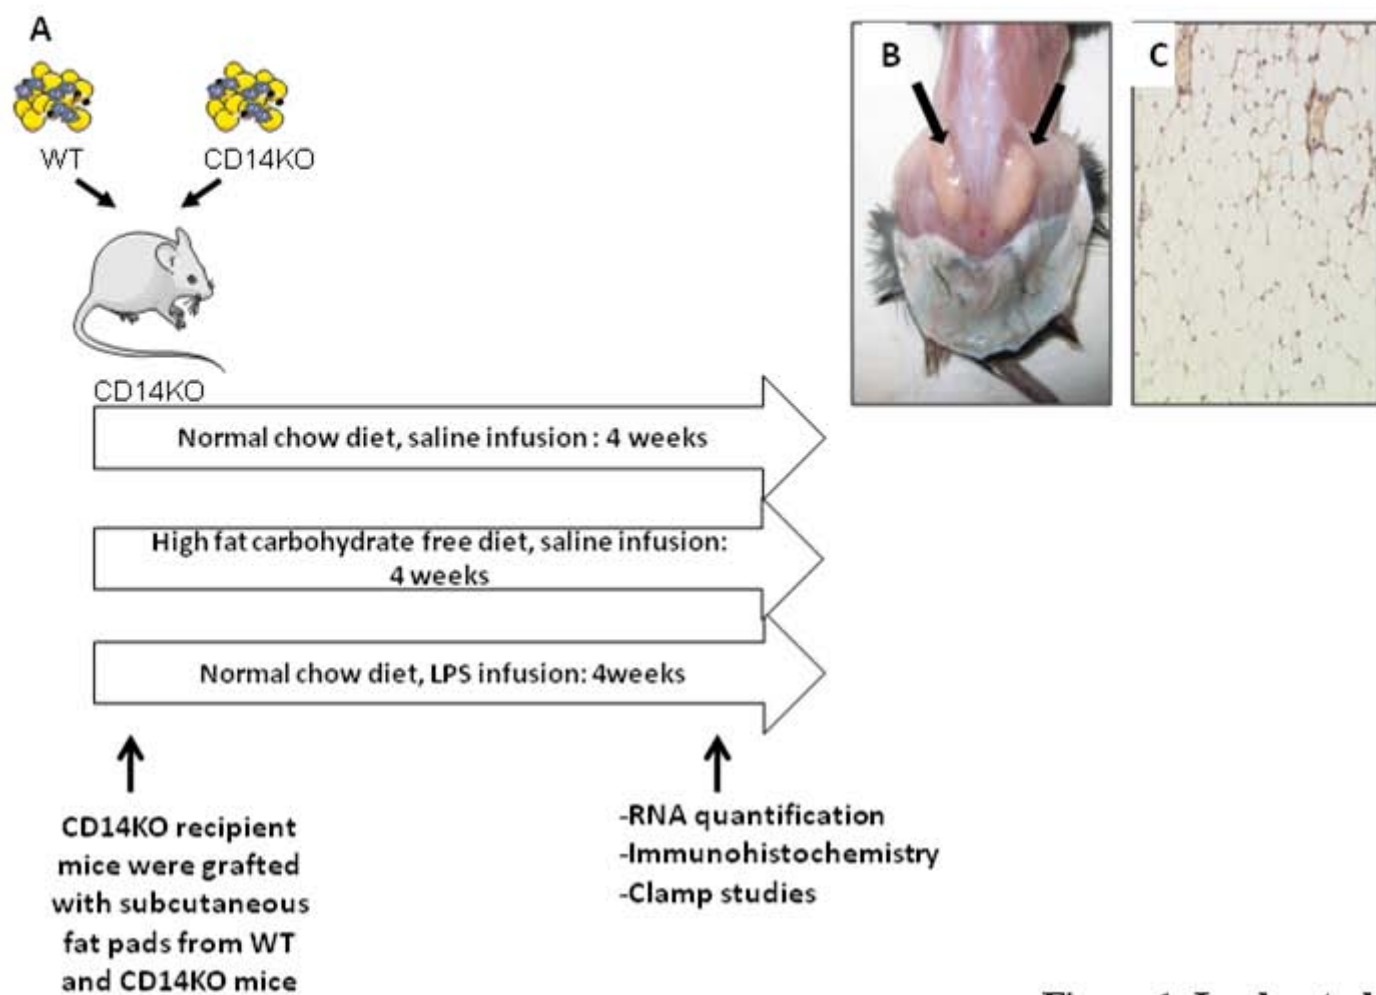 A
WT
CD14KO
CD14KO
Normal chow diet, saline infusion : 4 weeks
High fat carbohydrate free diet, saline infusion:
4 weeks
Normal chow diet, LPS infusion: 4weeks
CD14KO recipient
mice were grafted
with subcutaneous
fat pads from WT
and CD14KO mice
-RNA quantification
-Immunohistochemistry
-Clamp studies
B
C